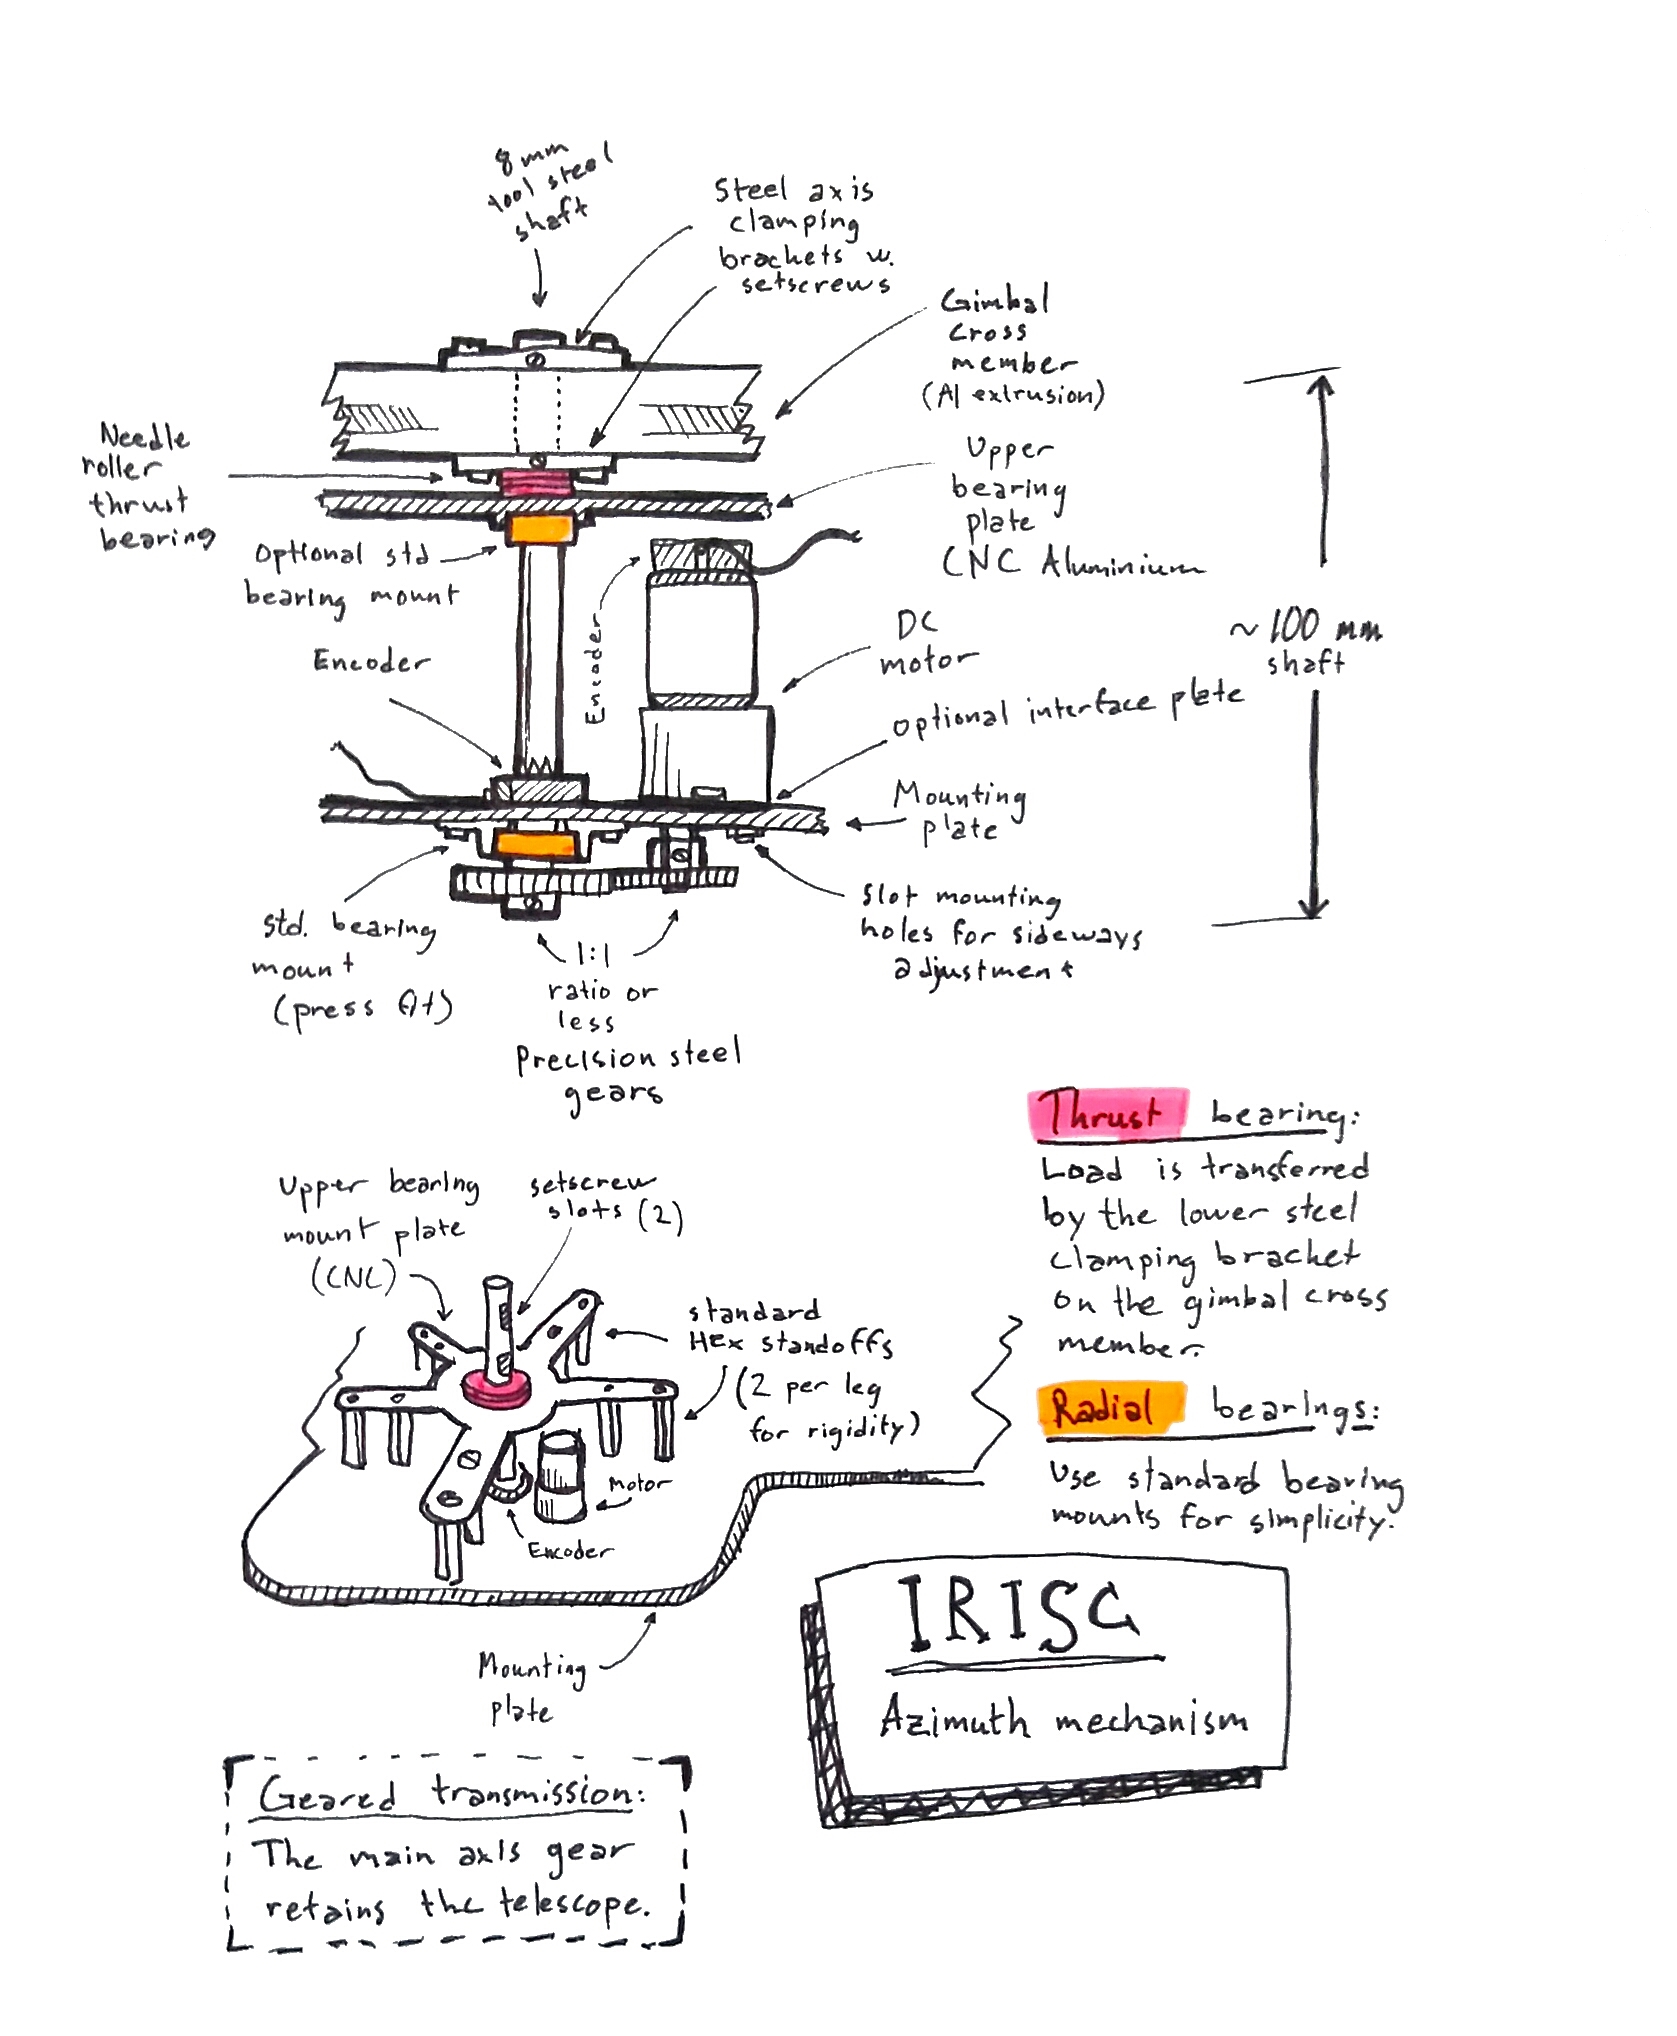 8 mm
tool steel
shaft
Steel axis
clamping
brackets w.
setscrews
Gimbal
cross
member
(Al extrusion)
Needle
roller
thrust
bearing
Upper
bearing
plate
CNC Aluminium
Optional std
bearing mount
Encoder
Encoder
DC
motor
~ 100 mm
shaft
optional interface plate
Mounting
plate
Slot mounting
holes for sideways
adjustment
Std. bearing
mount
(press fit)
1:1
ratio or
less
Precision steel
gears
Thrust bearing:
Load is transferred
by the lower steel
clamping bracket
on the gimbal cross
member.
Radial bearings:
Use standard bearing
mounts for simplicity.
Upper bearing
mount plate
(CNC)
setscrew
slots (2)
standard
Hex standoffs
(2 per leg
for rigidity)
Motor
Encoder
Mounting
plate
IRISC
Azimuth mechanism
Geared transmission:
The main axis gear
retains the telescope.